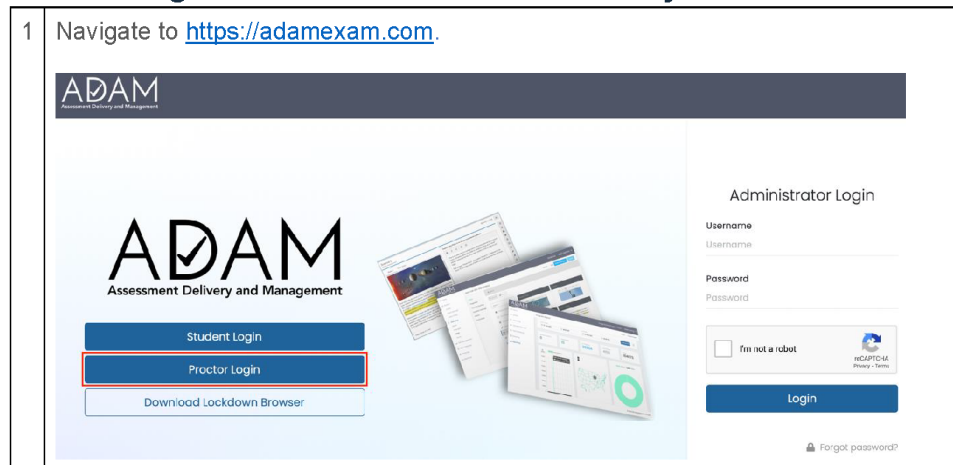 1 Navigate to https://adamexam.com.
ADAM
Assessment Delivery and Management
Administrator Login
Username
Username
ADAM
Assessment Delivery and Management
Password
Password
Student Login
I'm not a robot
reCAPTCHA
Privacy - Terms
Proctor Login
Download Lockdown Browser
Login
Forgot password?